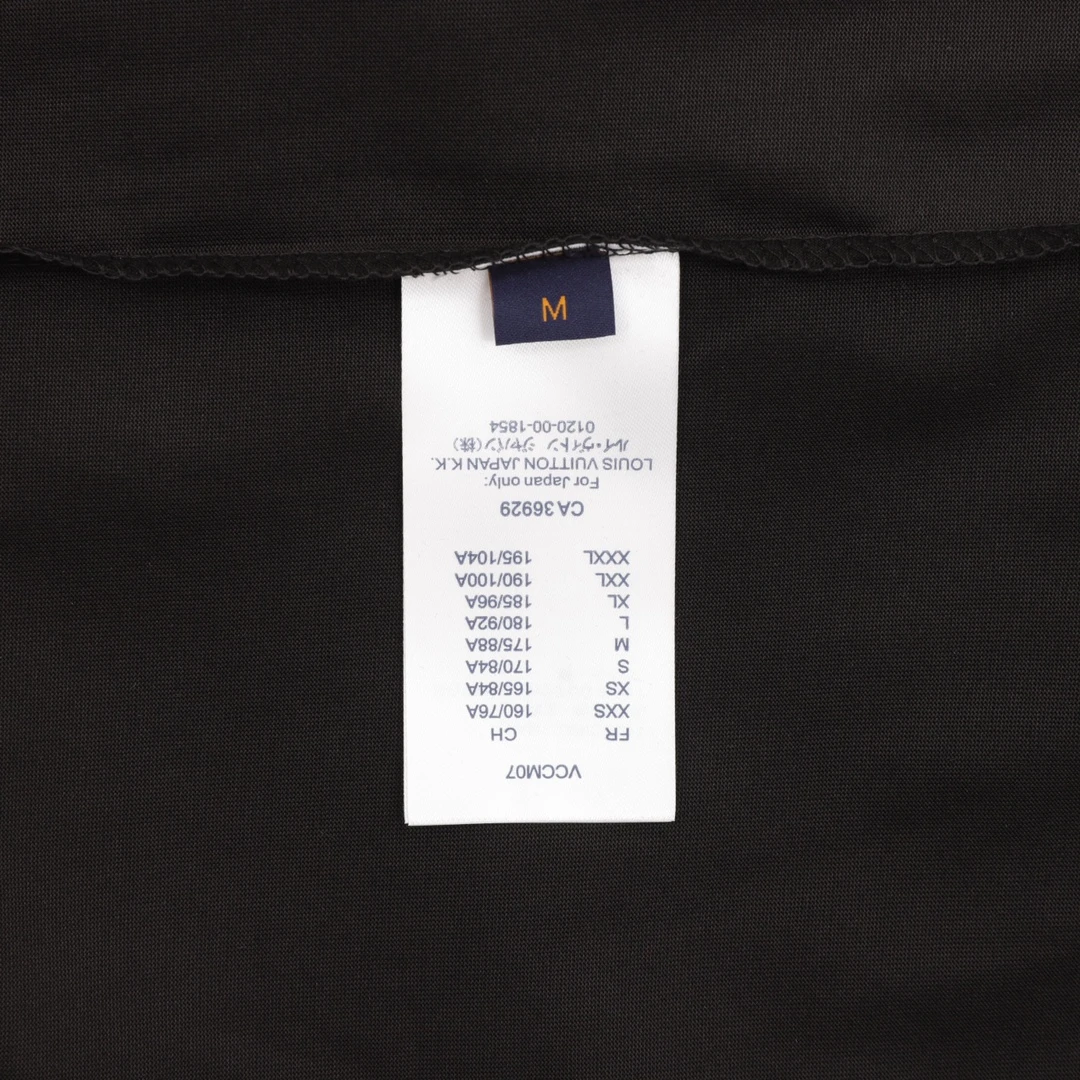 M
VCCM07
FR CH
XXS 160/76A
XS 165/84A
S 170/84A
M 175/88A
L 180/92A
XL 185/96A
XXL 190/100A
XXXL 195/104A
CA 36929
For Japan only:
LOUIS VUITTON JAPAN K.K.
ルイ・ヴィトン ジャパン(株)
0120-00-1854